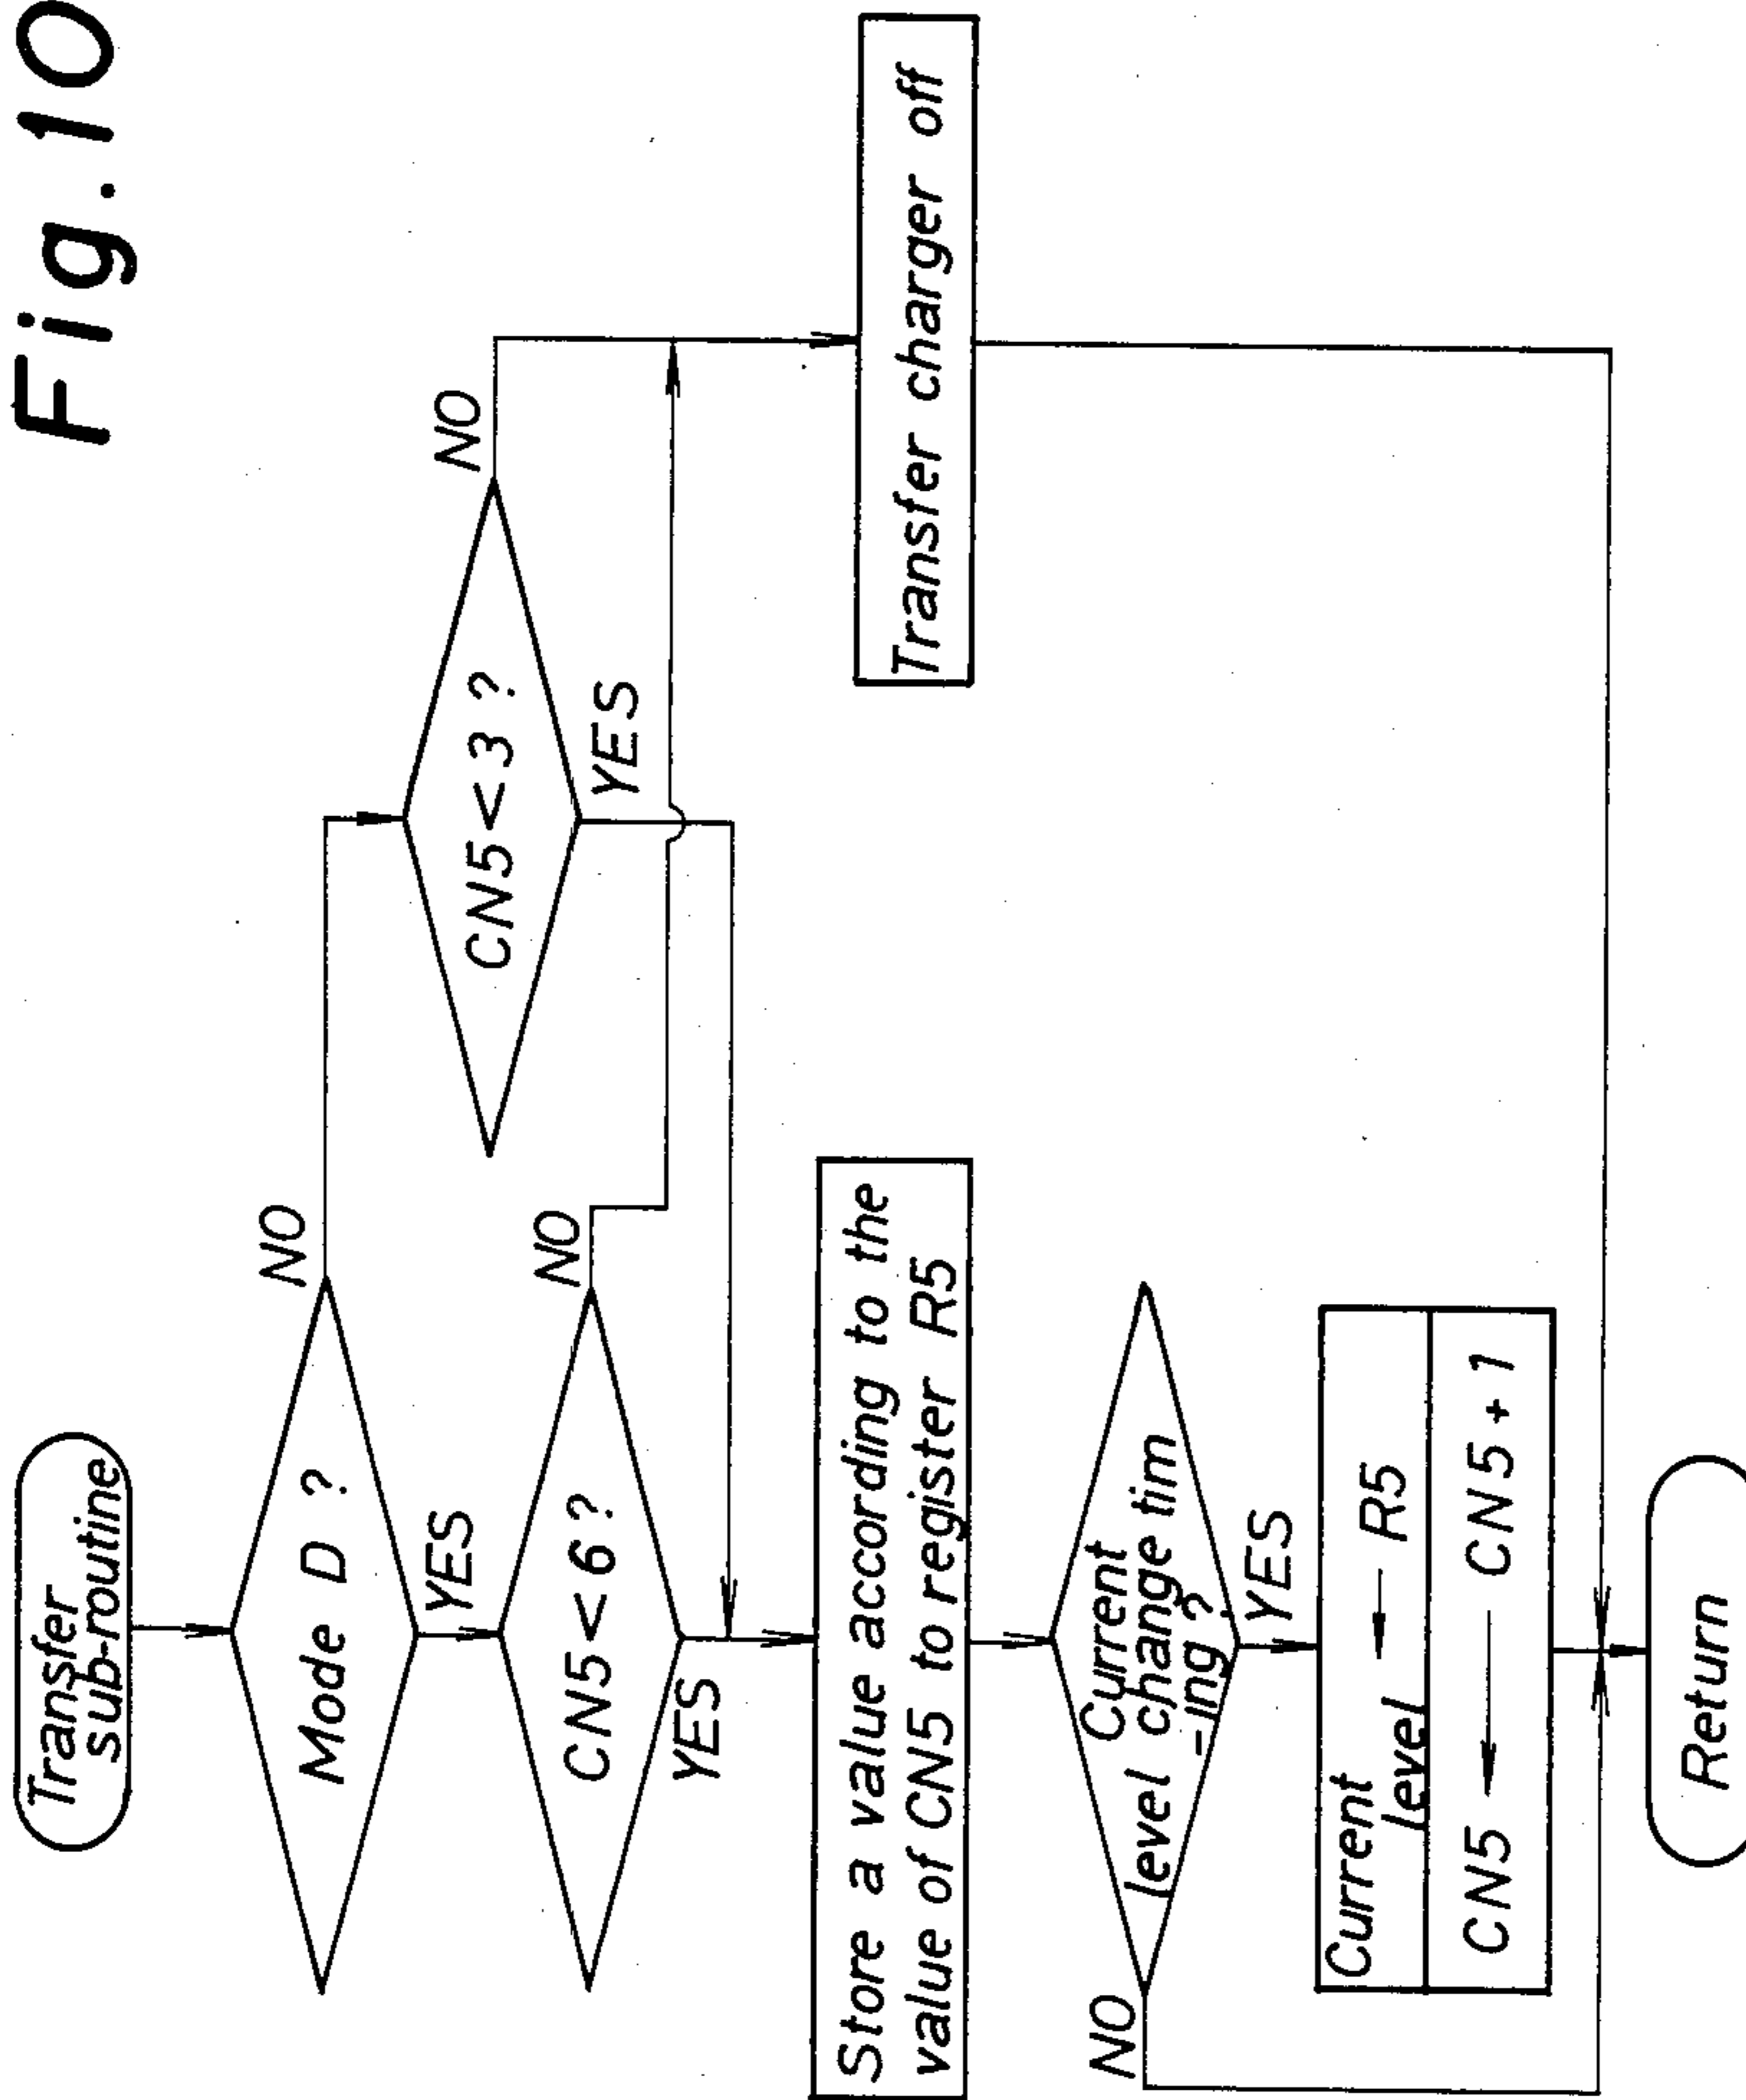 Fig.10
Transfer
sub-routine
Mode D ?
NO
YES
CN5<3 ?
NO
YES
CN5<6 ?
NO
YES
Transfer charger off
Store a value according to the
value of CN5 to register R5
Current
level change tim
-ing ?
NO
YES
Current
level ← R5
CN5 ← CN5+1
Return